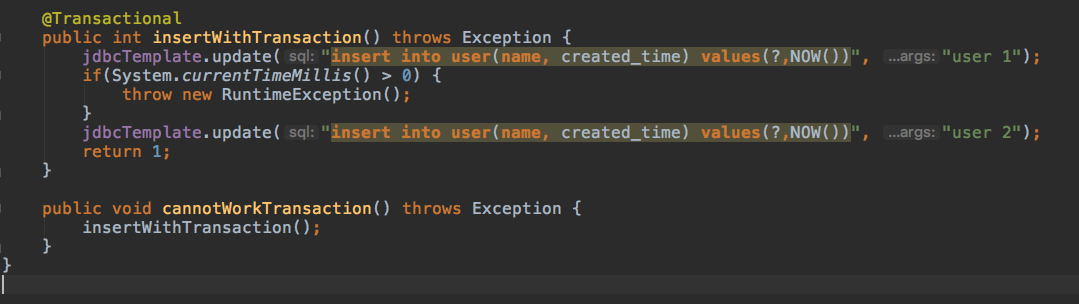 @Transactional
public int insertWithTransaction() throws Exception {
jdbcTemplate.update( sql: "insert into user(name, created_time) values(?,NOW())", ...args: "user 1");
if(System.currentTimeMillis() > 0) {
throw new RuntimeException();
}
jdbcTemplate.update( sql: "insert into user(name, created_time) values(?,NOW())", ...args: "user 2");
return 1;
}
public void cannotWorkTransaction() throws Exception {
insertWithTransaction();
}
}